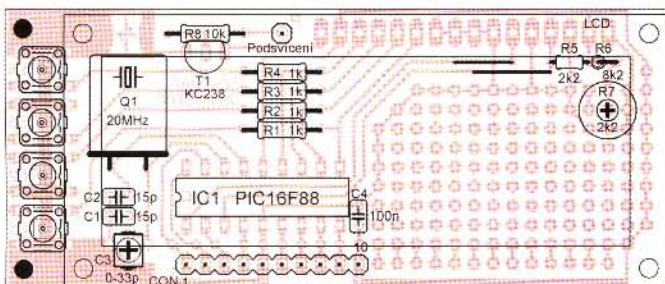 LCD
R8 10k
Podsvícení
R5
R6
T1
KC238
2k2
8k2
R4 1k
R3 1k
R2 1k
R1 1k
R7
2k2
Q1
20MHz
C2 15p
C1 15p
IC1 PIC16F88
C4
100n
C3
0-33p
CON 1
10